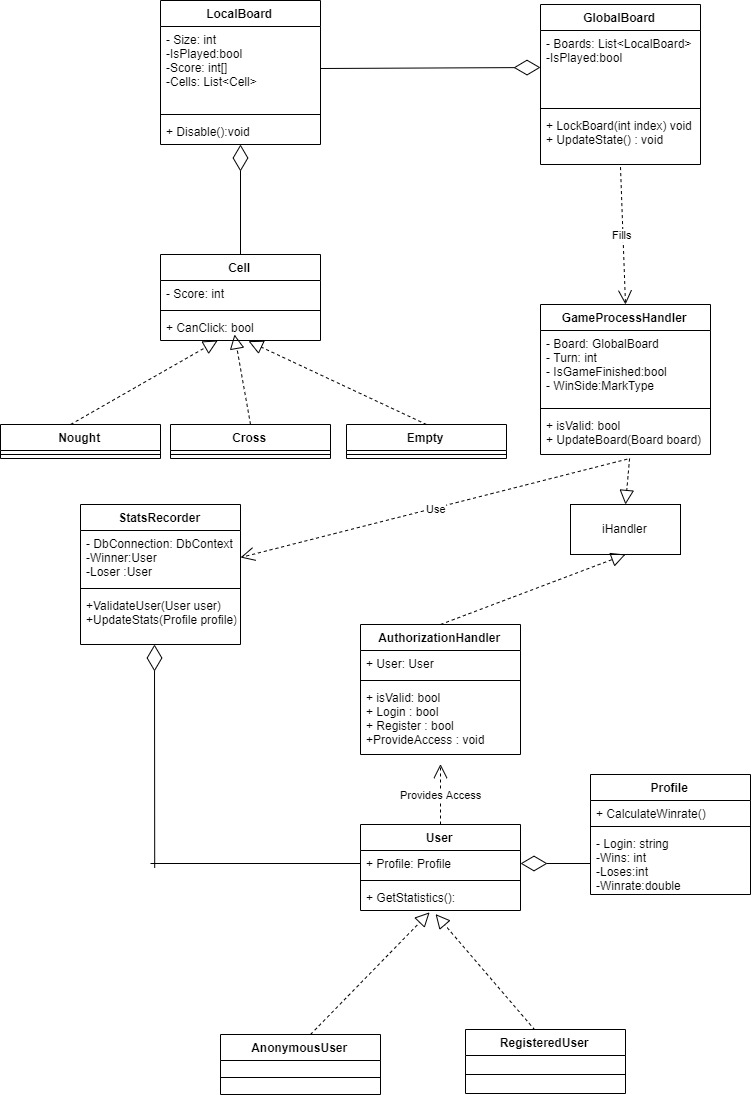 LocalBoard
- Size: int
-IsPlayed:bool
-Score: int[]
-Cells: List<Cell>
+ Disable():void
GlobalBoard
- Boards: List<LocalBoard>
-IsPlayed:bool
+ LockBoard(int index) void
+ UpdateState() : void
Fills
Cell
- Score: int
+ CanClick: bool
GameProcessHandler
- Board: GlobalBoard
- Turn: int
- IsGameFinished:bool
- WinSide:MarkType
+ isValid: bool
+ UpdateBoard(Board board)
Nought
Cross
Empty
Use
StatsRecorder
- DbConnection: DbContext
-Winner:User
-Loser :User
+ValidateUser(User user)
+UpdateStats(Profile profile)
iHandler
AuthorizationHandler
+ User: User
+ isValid: bool
+ Login : bool
+ Register : bool
+ProvideAccess : void
Provides Access
User
+ Profile: Profile
+ GetStatistics():
Profile
+ CalculateWinrate()
- Login: string
-Wins: int
-Loses:int
-Winrate:double
AnonymousUser
RegisteredUser